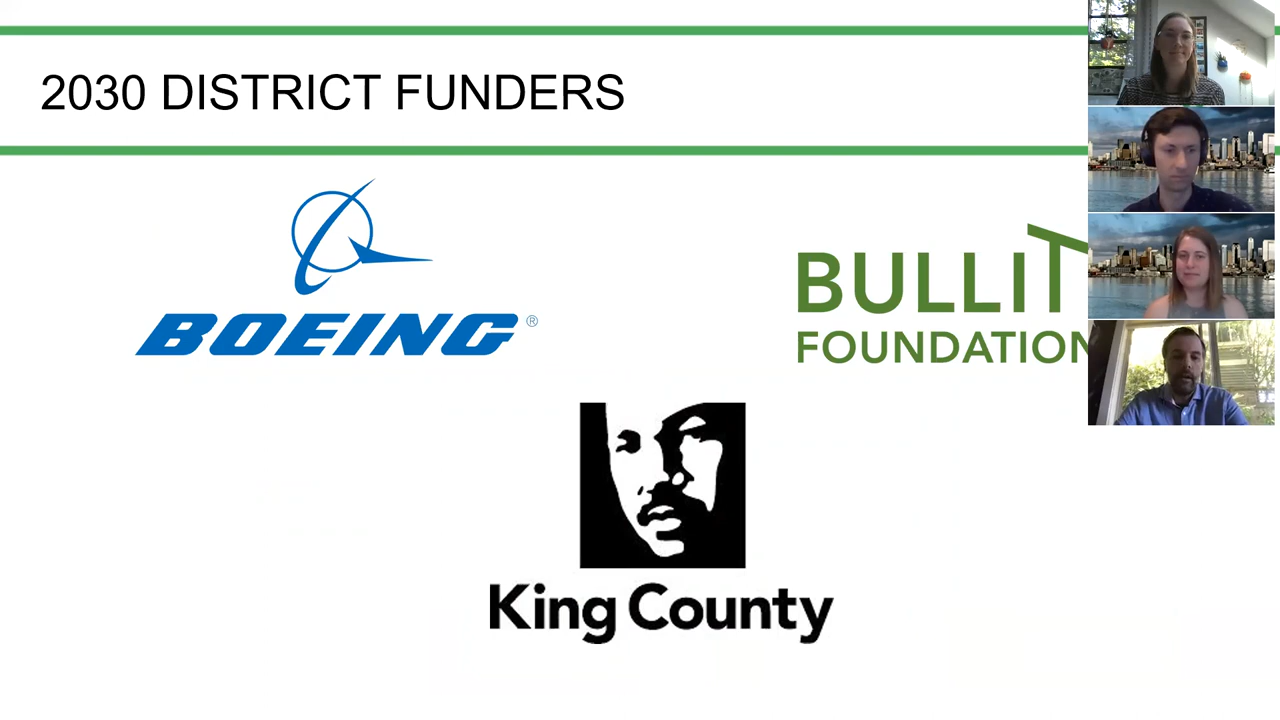 2030 DISTRICT FUNDERS
BOEING®
BULLIT
FOUNDATION
King County